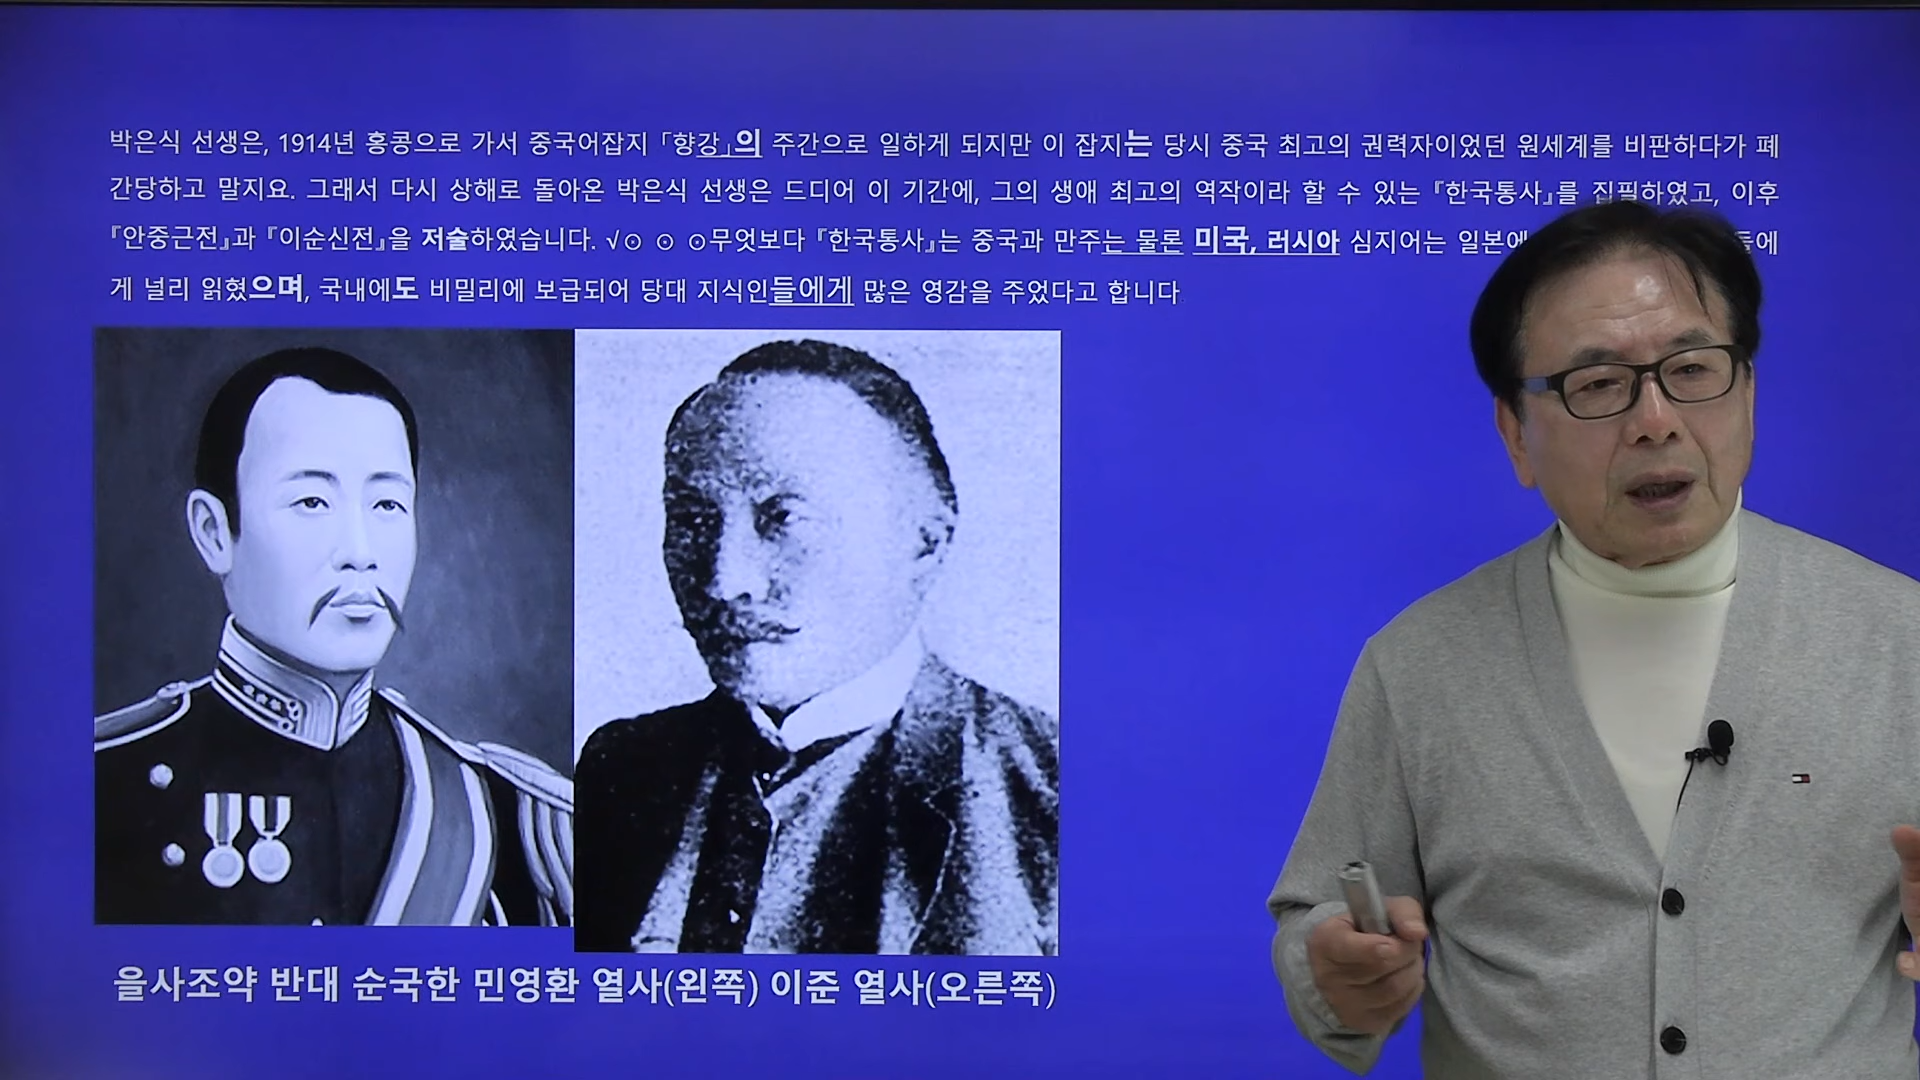 박은식 선생은, 1914년 홍콩으로 가서 중국어잡지 「향강」의 주간으로 일하게 되지만 이 잡지는 당시 중국 최고의 권력자이었던 원세계를 비판하다가 폐
간당하고 말지요. 그래서 다시 상해로 돌아온 박은식 선생은 드디어 이 기간에, 그의 생애 최고의 역작이라 할 수 있는 『한국통사』를 집필하였고, 이후
『안중근전』과 『이순신전』을 저술하였습니다. √⊙ ⊙ ⊙무엇보다 『한국통사』는 중국과 만주는 물론 미국, 러시아 심지어는 일본에 들에
게 널리 읽혔으며, 국내에도 비밀리에 보급되어 당대 지식인들에게 많은 영감을 주었다고 합니다.
을사조약 반대 순국한 민영환 열사(왼쪽) 이준 열사(오른쪽)